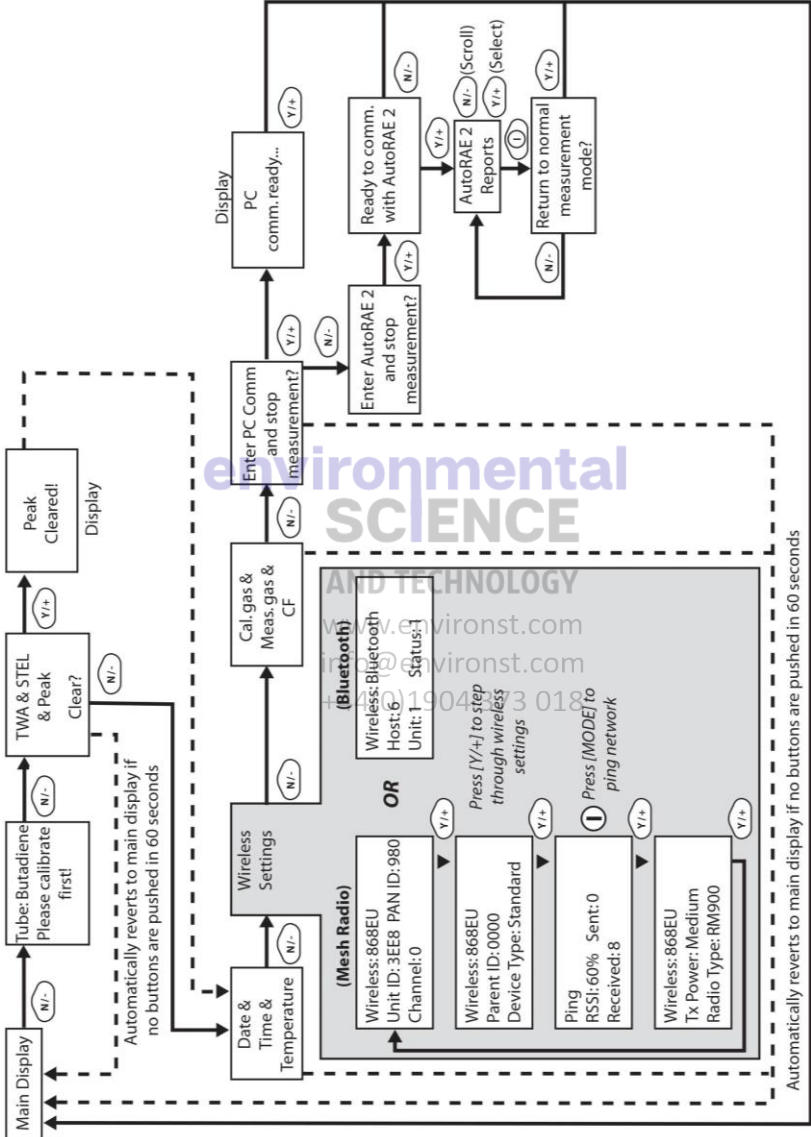 Main Display
N/-
Tube: Butadiene
Please calibrate
first!
N/-
TWA & STEL
& Peak
Clear?
Y/+
Peak
Cleared!
Display
N/-
Automatically reverts to main display if
no buttons are pushed in 60 seconds
Date &
Time &
Temperature
N/-
Wireless
Settings
N/-
Cal. gas &
Meas. gas &
CF
N/-
Enter PC Comm
and stop
measurement?
Y/+
Display
PC
comm. ready...
Y/+
N/-
Enter AutoRAE 2
and stop
measurement?
Y/+
Ready to comm.
with AutoRAE 2
N/-
Y/+
AutoRAE 2
Reports
N/- (Scroll)
Y/+ (Select)
Return to normal
measurement
mode?
Y/+
N/-
(Mesh Radio)
Wireless: 868EU
Unit ID: 3EE8 PAN ID: 980
Channel: 0
Y/+
Wireless: 868EU
Parent ID: 0000
Device Type: Standard
Y/+
Ping
RSSI: 60% Sent: 0
Received: 8
Y/+
Wireless: 868EU
Tx Power: Medium
Radio Type: RM900
Y/+
OR
(Bluetooth)
Wireless: Bluetooth
Host: 6
Unit: 1 Status: 1
Press [Y/+] to step
through wireless
settings
Press [MODE] to
ping network
Automatically reverts to main display if no buttons are pushed in 60 seconds
environmental
SCIENCE
AND TECHNOLOGY
www.environst.com
info@environst.com